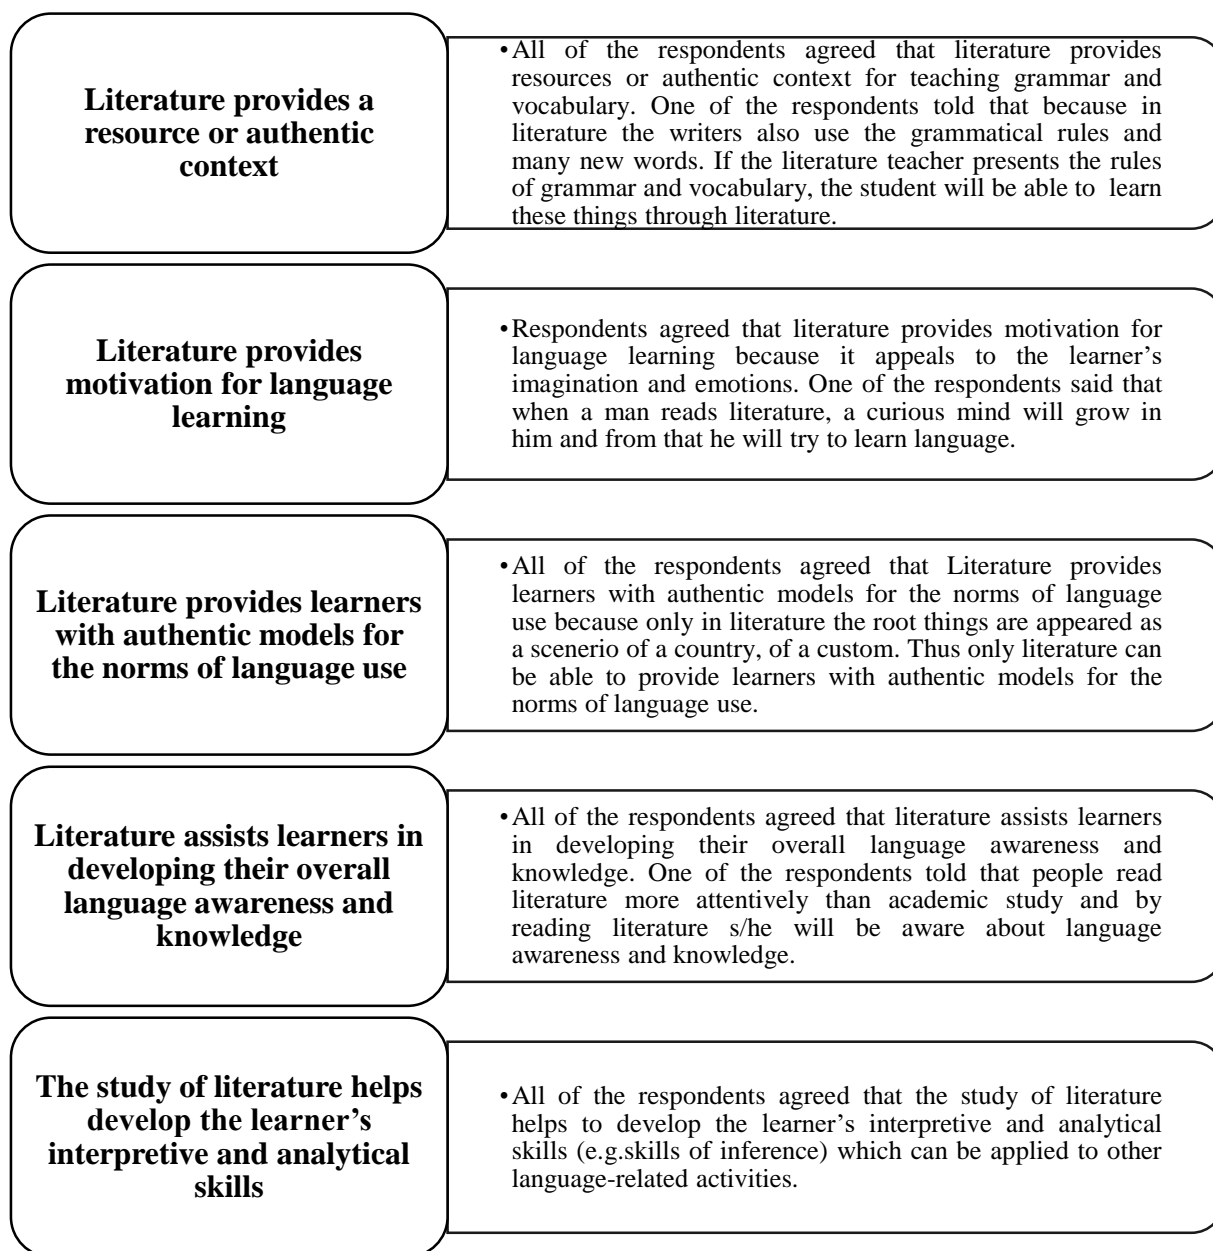 Literature provides a
resource or authentic
context
•All of the respondents agreed that literature provides
resources or authentic context for teaching grammar and
vocabulary. One of the respondents told that because in
literature the writers also use the grammatical rules and
many new words. If the literature teacher presents the rules
of grammar and vocabulary, the student will be able to learn
these things through literature.
Literature provides
motivation for language
learning
•Respondents agreed that literature provides motivation for
language learning because it appeals to the learner’s
imagination and emotions. One of the respondents said that
when a man reads literature, a curious mind will grow in
him and from that he will try to learn language.
Literature provides learners
with authentic models for
the norms of language use
•All of the respondents agreed that Literature provides
learners with authentic models for the norms of language
use because only in literature the root things are appeared as
a scenerio of a country, of a custom. Thus only literature can
be able to provide learners with authentic models for the
norms of language use.
Literature assists learners in
developing their overall
language awareness and
knowledge
•All of the respondents agreed that literature assists learners
in developing their overall language awareness and
knowledge. One of the respondents told that people read
literature more attentively than academic study and by
reading literature s/he will be aware about language
awareness and knowledge.
The study of literature helps
develop the learner’s
interpretive and analytical
skills
•All of the respondents agreed that the study of literature
helps to develop the learner’s interpretive and analytical
skills (e.g.skills of inference) which can be applied to other
language-related activities.